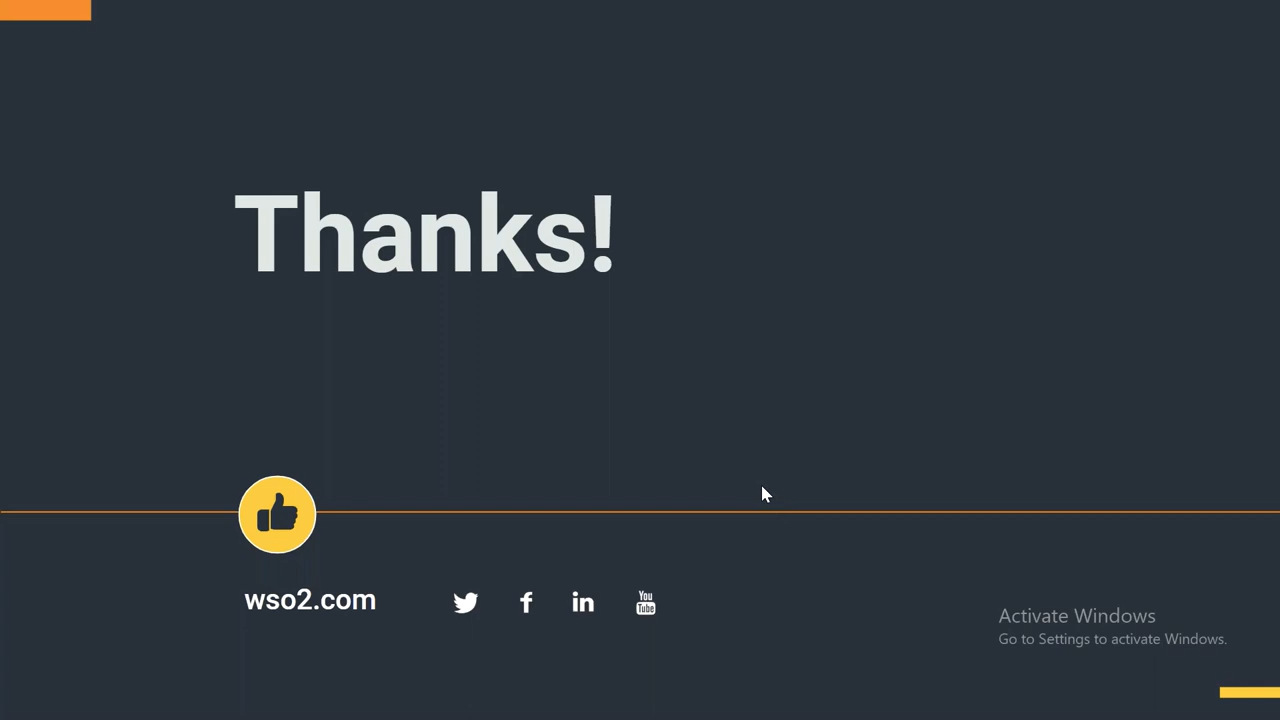 Thanks!
wso2.com
You
Tube
Activate Windows
Go to Settings to activate Windows.